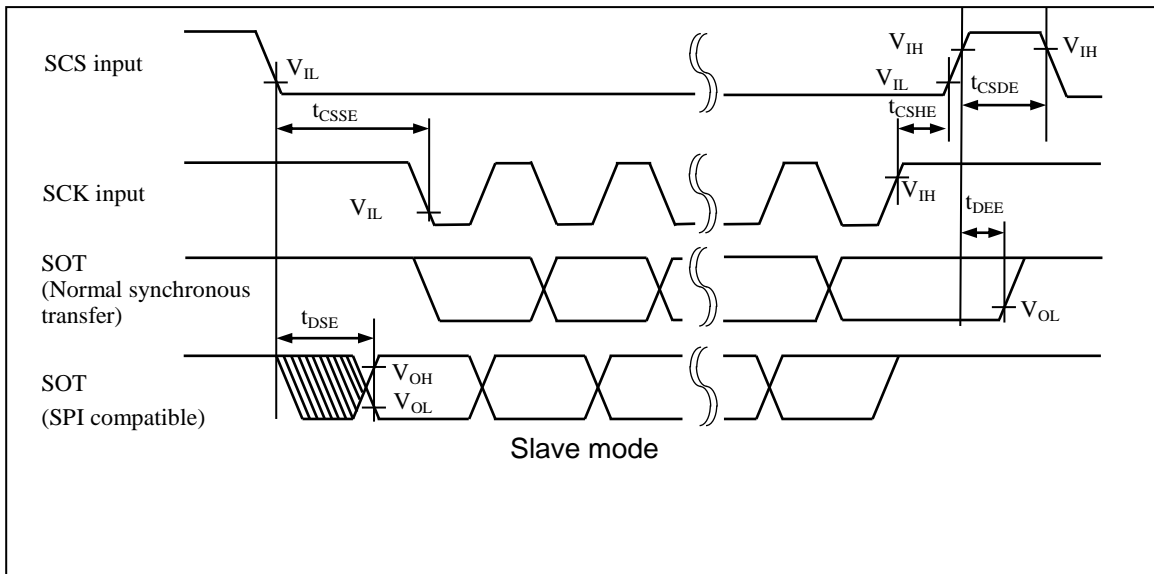 SCS input
V_IL
V_IH
V_IL
V_IH
t_CSSE
t_CSHE
t_CSDE
SCK input
V_IL
V_IH
t_DEE
SOT
(Normal synchronous
transfer)
V_OL
t_DSE
SOT
(SPI compatible)
V_OH
V_OL
Slave mode